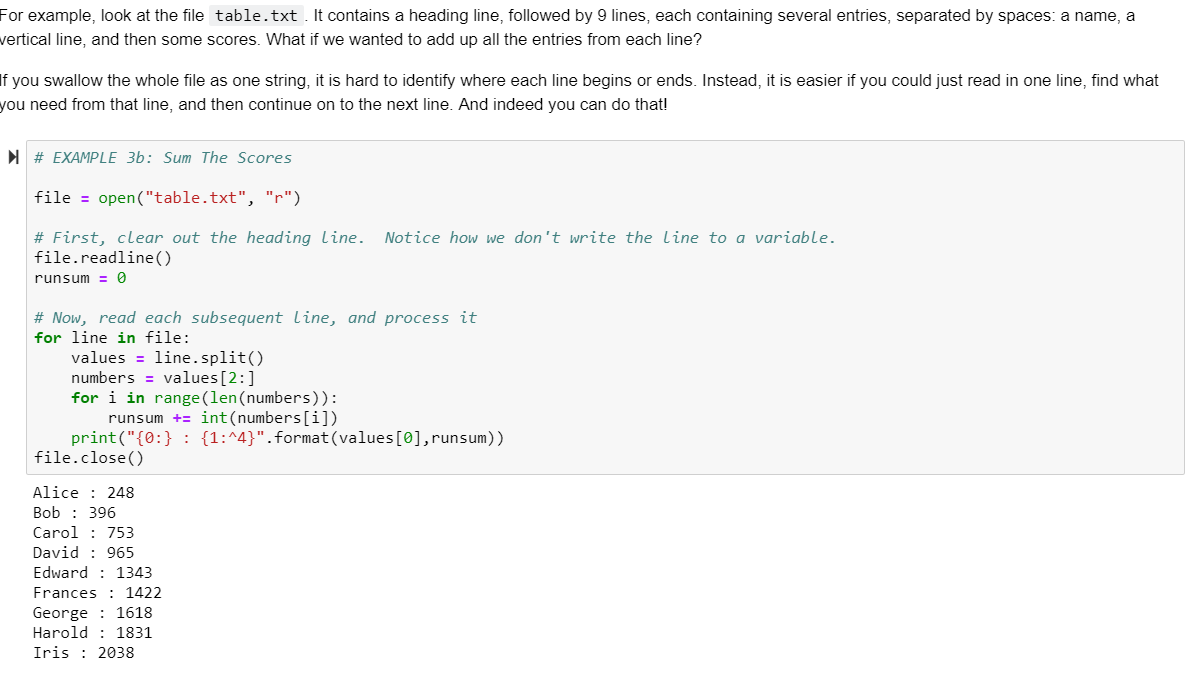 For example, look at the file table.txt . It contains a heading line, followed by 9 lines, each containing several entries, separated by spaces: a name, a
vertical line, and then some scores. What if we wanted to add up all the entries from each line?
If you swallow the whole file as one string, it is hard to identify where each line begins or ends. Instead, it is easier if you could just read in one line, find what
you need from that line, and then continue on to the next line. And indeed you can do that!
# EXAMPLE 3b: Sum The Scores
file = open("table.txt", "r")
# First, clear out the heading line.  Notice how we don't write the line to a variable.
file.readline()
runsum = 0
# Now, read each subsequent line, and process it
for line in file:
    values = line.split()
    numbers = values[2:]
    for i in range(len(numbers)):
        runsum += int(numbers[i])
    print("{0:} : {1:^4}".format(values[0],runsum))
file.close()
Alice : 248
Bob : 396
Carol : 753
David : 965
Edward : 1343
Frances : 1422
George : 1618
Harold : 1831
Iris : 2038